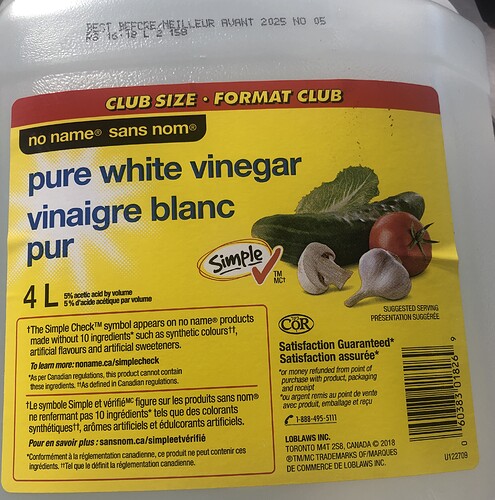 BEST BEFORE/MEILLEUR AVANT 2025 NO 05
16:18 L 2 158
CLUB SIZE · FORMAT CLUB
no name® sans nom®
pure white vinegar
vinaigre blanc
pur
Simple
TM
MC†
4 L
5% acetic acid by volume
5 % d'acide acétique par volume
†The Simple Check™ symbol appears on no name® products
made without 10 ingredients* such as synthetic colours††,
artificial flavours and artificial sweeteners.
To learn more: noname.ca/simplecheck
*As per Canadian regulations, this product cannot contain
these ingredients. ††As defined in Canadian regulations.
†Le symbole Simple et vérifié MC figure sur les produits sans nom®
ne renfermant pas 10 ingrédients* tels que des colorants
synthétiques††, arômes artificiels et édulcorants artificiels.
Pour en savoir plus : sansnom.ca/simpleetvérifié
*Conformément à la réglementation canadienne, ce produit ne peut contenir ces
ingrédients. ††Tel que le définit la réglementation canadienne.
SUGGESTED SERVING
PRÉSENTATION SUGGÉRÉE
COR
Satisfaction Guaranteed*
Satisfaction assurée*
*or money refunded from point of
purchase with product, packaging
and receipt
*ou argent remis au point de vente
avec produit, emballage et reçu
1-888-495-5111
LOBLAWS INC.
TORONTO M4T 2S8, CANADA © 2018
®TM/MC TRADEMARKS OF/MARQUES
DE COMMERCE DE LOBLAWS INC.
0 60383 01826 9
U122709